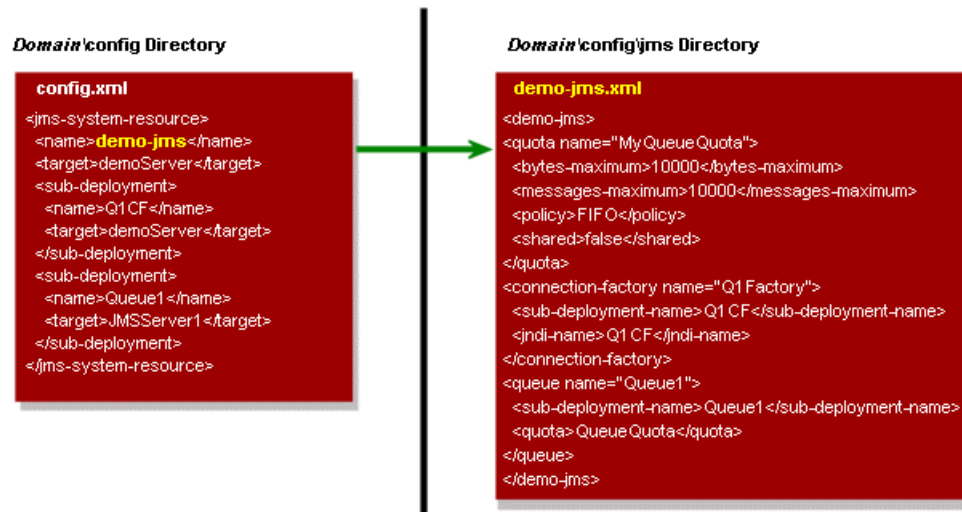 Domain\config Directory
config.xml
<jms-system-resource>
<name>demo-jms</name>
<target>demoServer</target>
<sub-deployment>
<name>Q1CF</name>
<target>demoServer</target>
</sub-deployment>
<sub-deployment>
<name>Queue1</name>
<target>JMSServer1</target>
</sub-deployment>
</jms-system-resource>
Domain\config\jms Directory
demo-jms.xml
<demo-jms>
<quota name="MyQueueQuota">
<bytes-maximum>10000</bytes-maximum>
<messages-maximum>10000</messages-maximum>
<policy>FIFO</policy>
<shared>false</shared>
</quota>
<connection-factory name="Q1Factory">
<sub-deployment-name>Q1CF</sub-deployment-name>
<jndi-name>Q1CF</jndi-name>
</connection-factory>
<queue name="Queue1">
<sub-deployment-name>Queue1</sub-deployment-name>
<quota>QueueQuota</quota>
</queue>
</demo-jms>